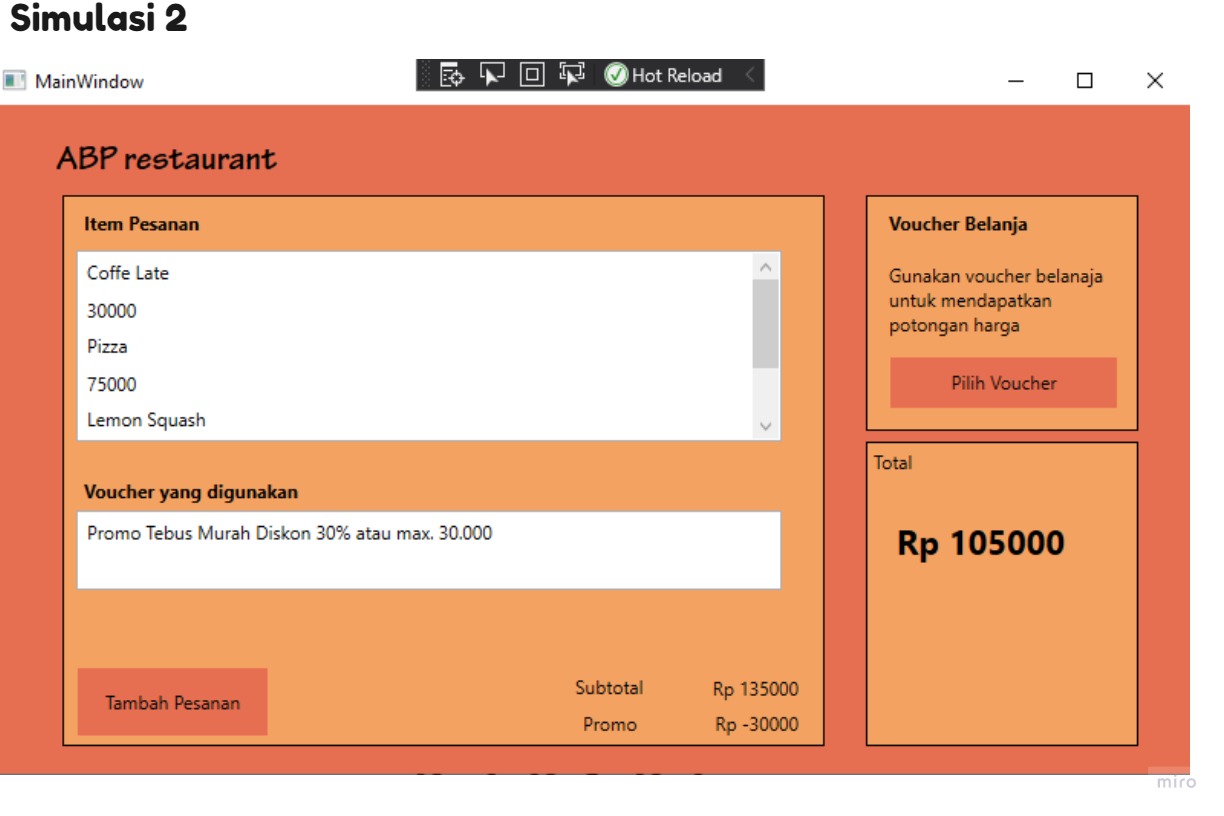 Simulasi 2
MainWindow
Hot Reload
ABP restaurant
Item Pesanan
Coffe Late
30000
Pizza
75000
Lemon Squash
Voucher yang digunakan
Promo Tebus Murah Diskon 30% atau max. 30.000
Tambah Pesanan
Subtotal Rp 135000
Promo Rp -30000
Voucher Belanja
Gunakan voucher belanaja
untuk mendapatkan
potongan harga
Pilih Voucher
Total
Rp 105000
miro